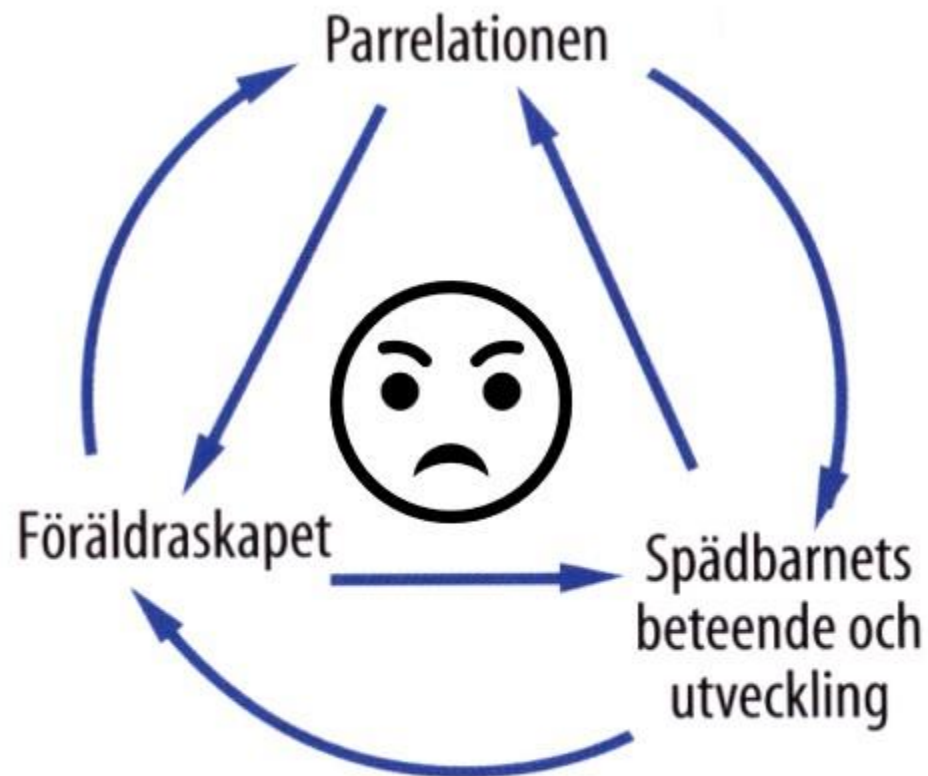 Parrelationen
Föräldraskapet
Spädbarnets
beteende och
utveckling